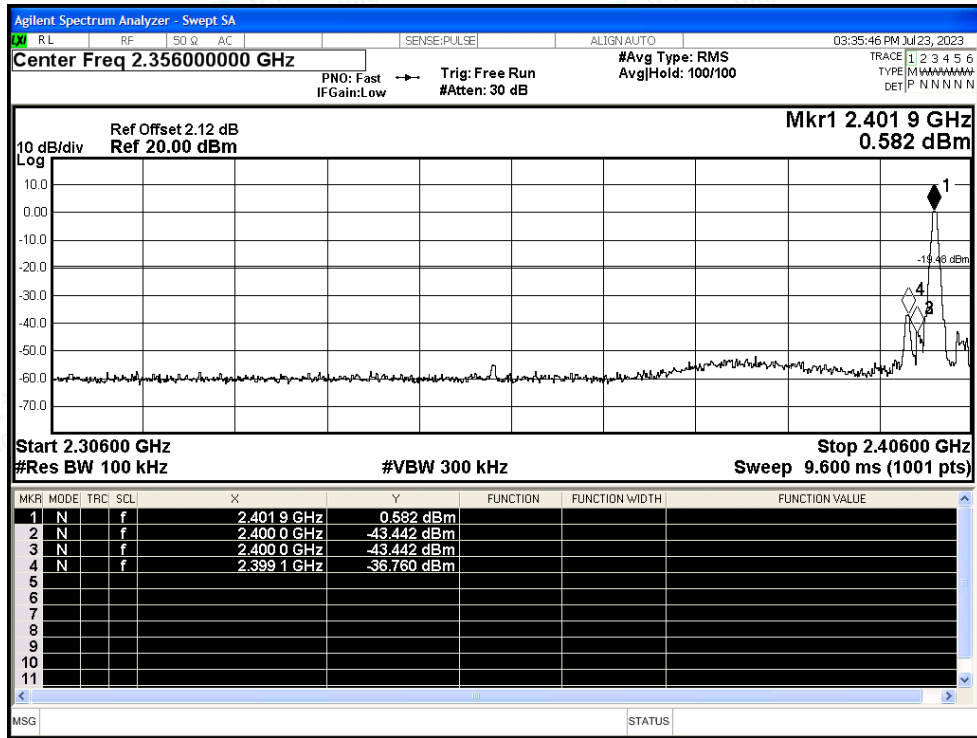 Agilent Spectrum Analyzer - Swept SA
LXI RL RF 50 Ω AC SENSE:PULSE ALIGN AUTO 03:35:46 PM Jul 23, 2023
Center Freq 2.356000000 GHz
PNO: Fast
IFGain:Low
Trig: Free Run
#Atten: 30 dB
#Avg Type: RMS
Avg|Hold: 100/100
TRACE 1 2 3 4 5 6
TYPE M
DET P N N N N N
Mkr1 2.401 9 GHz
0.582 dBm
Ref Offset 2.12 dB
10 dB/div Ref 20.00 dBm
Log
10.0
0.00
-10.0
-20.0
-30.0
-40.0
-50.0
-60.0
-70.0
1
-19.48 dBm
4
Start 2.30600 GHz Stop 2.40600 GHz
#Res BW 100 kHz #VBW 300 kHz Sweep 9.600 ms (1001 pts)
MKR MODE TRC SCL X Y FUNCTION FUNCTION WIDTH FUNCTION VALUE
1 N f 2.401 9 GHz 0.582 dBm
2 N f 2.400 0 GHz -43.442 dBm
3 N f 2.400 0 GHz -43.442 dBm
4 N f 2.399 1 GHz -36.760 dBm
5
6
7
8
9
10
11
MSG STATUS